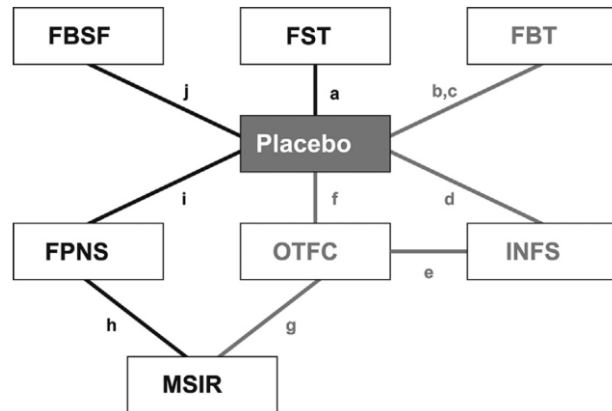 FBSF FST FBT
j a b,c
Placebo
i f d
FPNS OTFC INFS
e
h g
MSIR